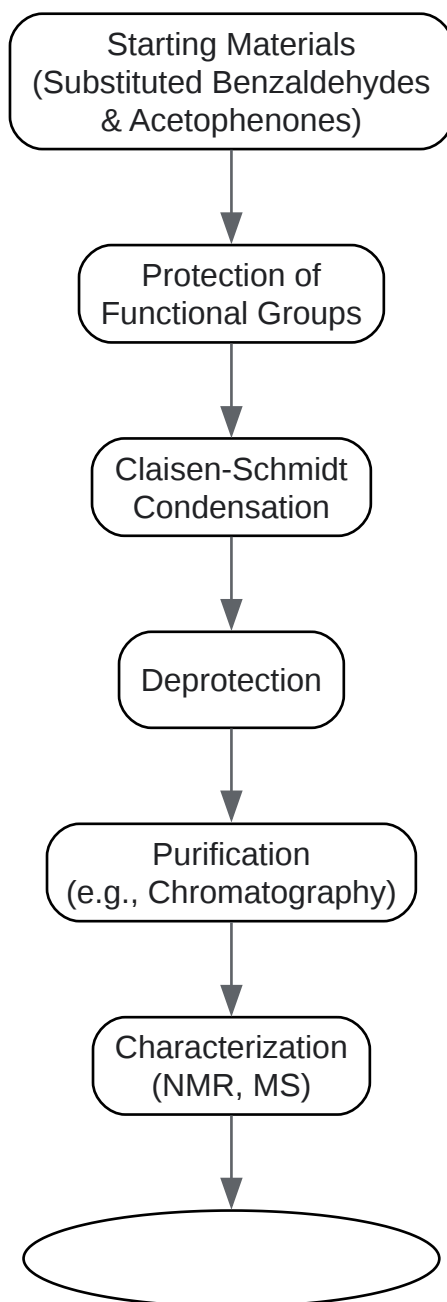 Starting Materials
(Substituted Benzaldehydes
& Acetophenones)
Protection of
Functional Groups
Claisen-Schmidt
Condensation
Deprotection
Purification
(e.g., Chromatography)
Characterization
(NMR, MS)